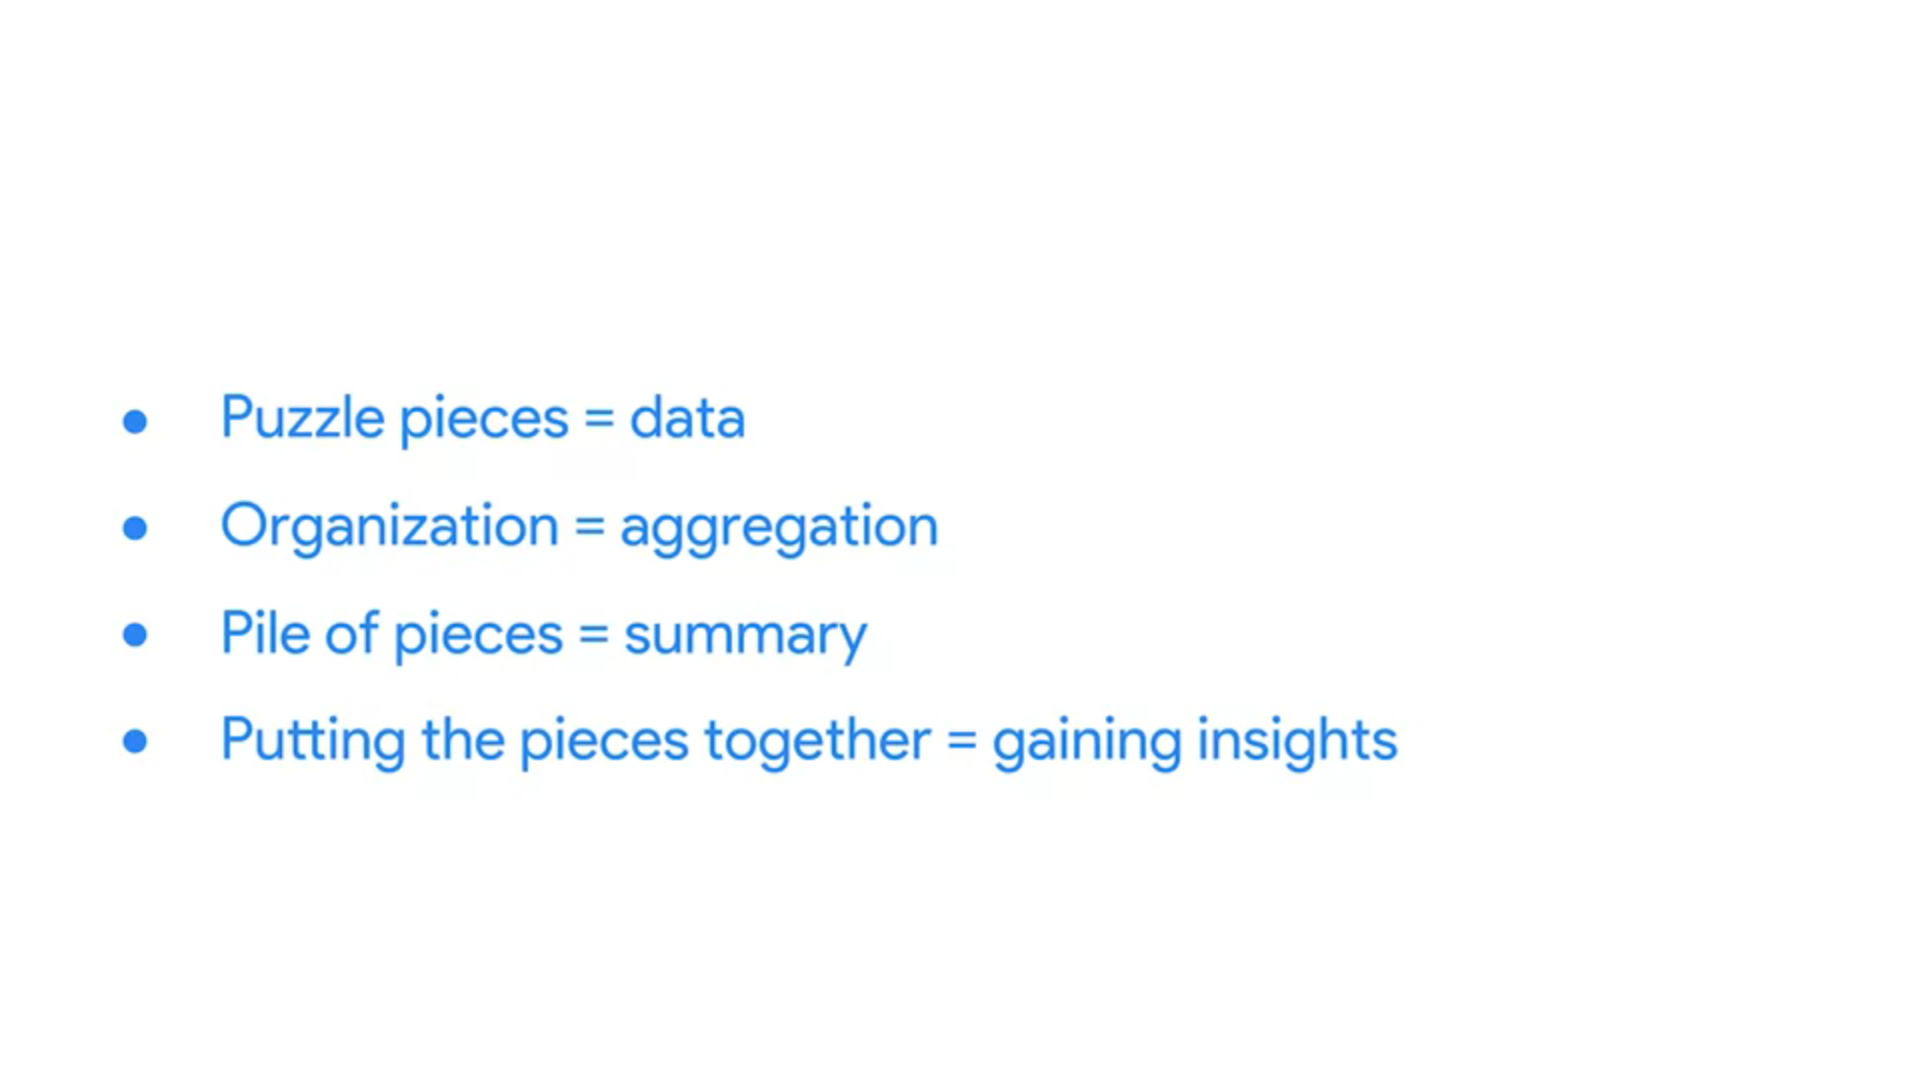 ● Puzzle pieces = data
● Organization = aggregation
● Pile of pieces = summary
● Putting the pieces together = gaining insights